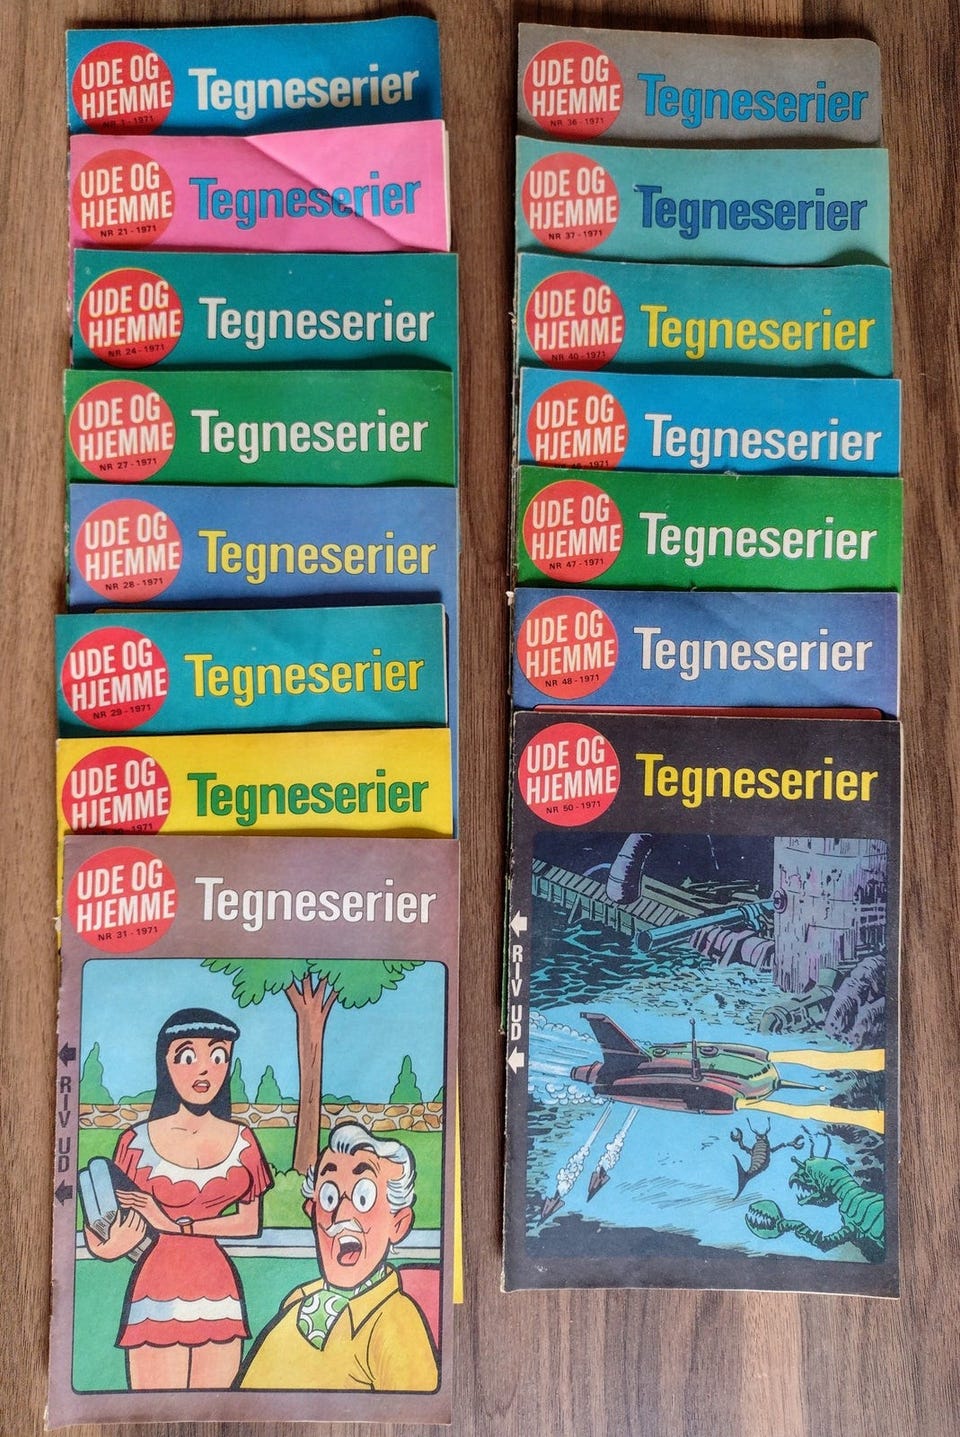 UDE OG
HJEMME
NR 1 - 1971
Tegneserier
UDE OG
HJEMME
NR 21 - 1971
Tegneserier
UDE OG
HJEMME
NR 24 - 1971
Tegneserier
UDE OG
HJEMME
NR 27 - 1971
Tegneserier
UDE OG
HJEMME
NR 28 - 1971
Tegneserier
UDE OG
HJEMME
NR 29 - 1971
Tegneserier
UDE OG
HJEMME
1971
Tegneserier
UDE OG
HJEMME
NR 31 - 1971
Tegneserier
RIV UD
UDE OG
HJEMME
NR 36 - 1971
Tegneserier
UDE OG
HJEMME
NR 37 - 1971
Tegneserier
UDE OG
HJEMME
NR 40 - 1971
Tegneserier
UDE OG
HJEMME
1971
Tegneserier
UDE OG
HJEMME
NR 47 - 1971
Tegneserier
UDE OG
HJEMME
NR 48 - 1971
Tegneserier
UDE OG
HJEMME
NR 50 - 1971
Tegneserier
RIV UD